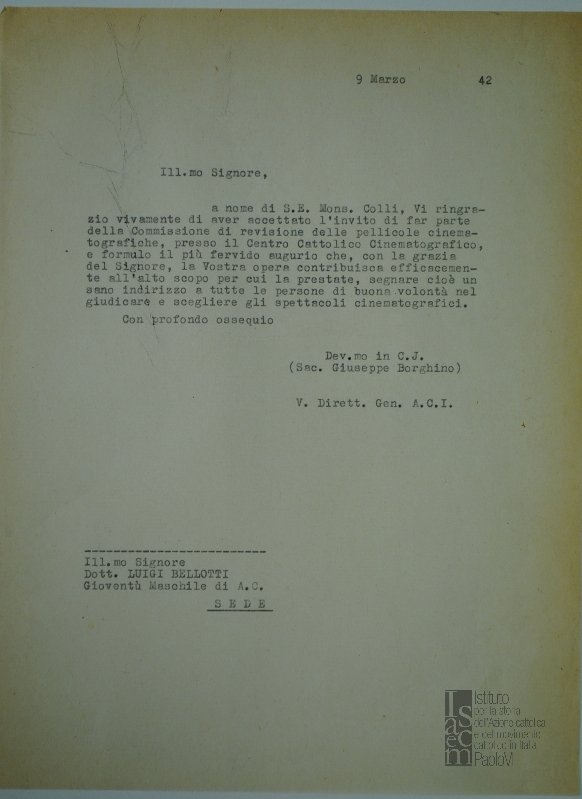 9 Marzo 42
Ill.mo Signore,
a nome di S.E. Mons. Colli, Vi ringra-
zio vivamente di aver accettato l'invito di far parte
della Commissione di revisione delle pellicole cinema-
tografiche, presso il Centro Cattolico Cinematografico,
e formulo il più fervido augurio che, con la grazia
del Signore, la Vostra opera contribuisca efficacemen-
te all'alto scopo per cui la prestate, segnare cioè un
sano indirizzo a tutte le persone di buona volontà nel
giudicare e scegliere gli spettacoli cinematografici.
Con profondo ossequio
Dev.mo in C.J.
(Sac. Giuseppe Borghino)
V. Dirett. Gen. A.C.I.
Ill.mo Signore
Dott. LUIGI BELLOTTI
Gioventù Maschile di A.C.
S E D E
Isacem
Istituto
per la storia
dell'Azione cattolica
e del movimento
cattolico in Italia
Paolo VI